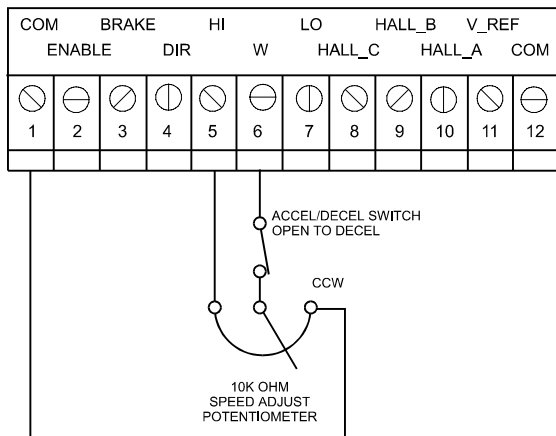 COM BRAKE HI LO HALL_B V_REF
ENABLE DIR W HALL_C HALL_A COM
1 2 3 4 5 6 7 8 9 10 11 12
ACCEL/DECEL SWITCH
OPEN TO DECEL
CCW
10K OHM
SPEED ADJUST
POTENTIOMETER